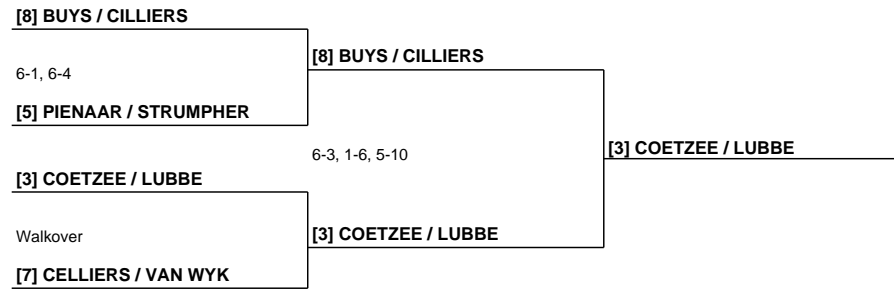 [8] BUYS / CILLIERS
6-1, 6-4
[5] PIENAAR / STRUMPHER
[3] COETZEE / LUBBE
Walkover
[7] CELLIERS / VAN WYK
[8] BUYS / CILLIERS
6-3, 1-6, 5-10
[3] COETZEE / LUBBE
[3] COETZEE / LUBBE